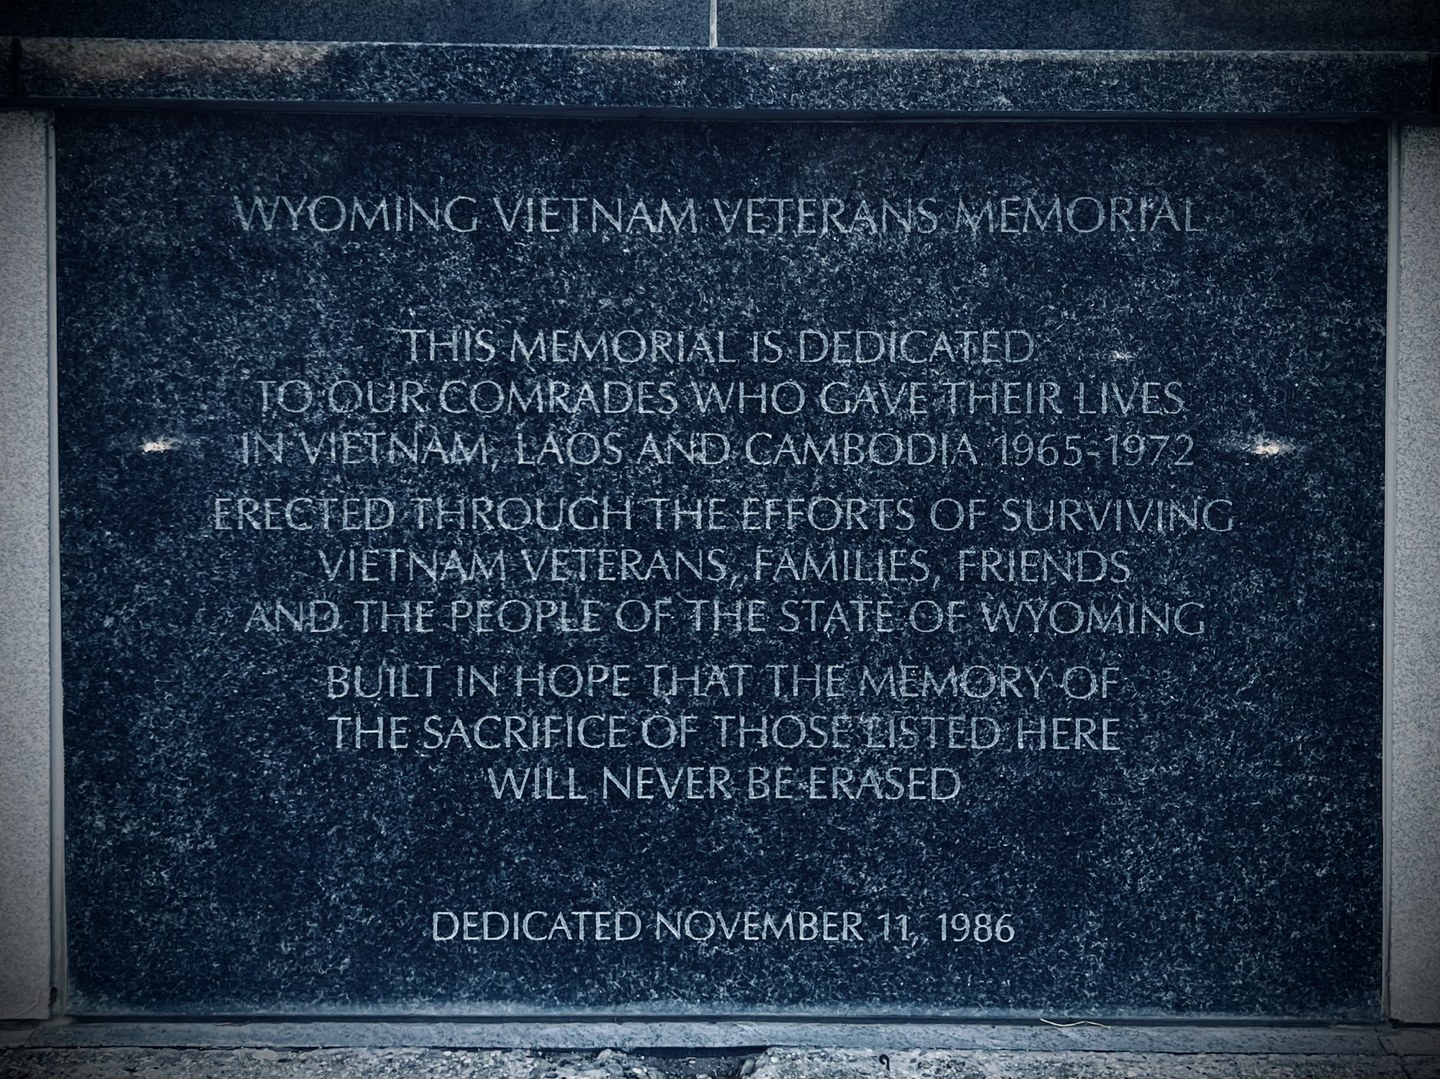 WYOMING VIETNAM VETERANS MEMORIAL
THIS MEMORIAL IS DEDICATED
TO OUR COMRADES WHO GAVE THEIR LIVES
IN VIETNAM, LAOS AND CAMBODIA 1965-1972
ERECTED THROUGH THE EFFORTS OF SURVIVING
VIETNAM VETERANS, FAMILIES, FRIENDS
AND THE PEOPLE OF THE STATE OF WYOMING
BUILT IN HOPE THAT THE MEMORY OF
THE SACRIFICE OF THOSE LISTED HERE
WILL NEVER BE ERASED
DEDICATED NOVEMBER 11, 1986